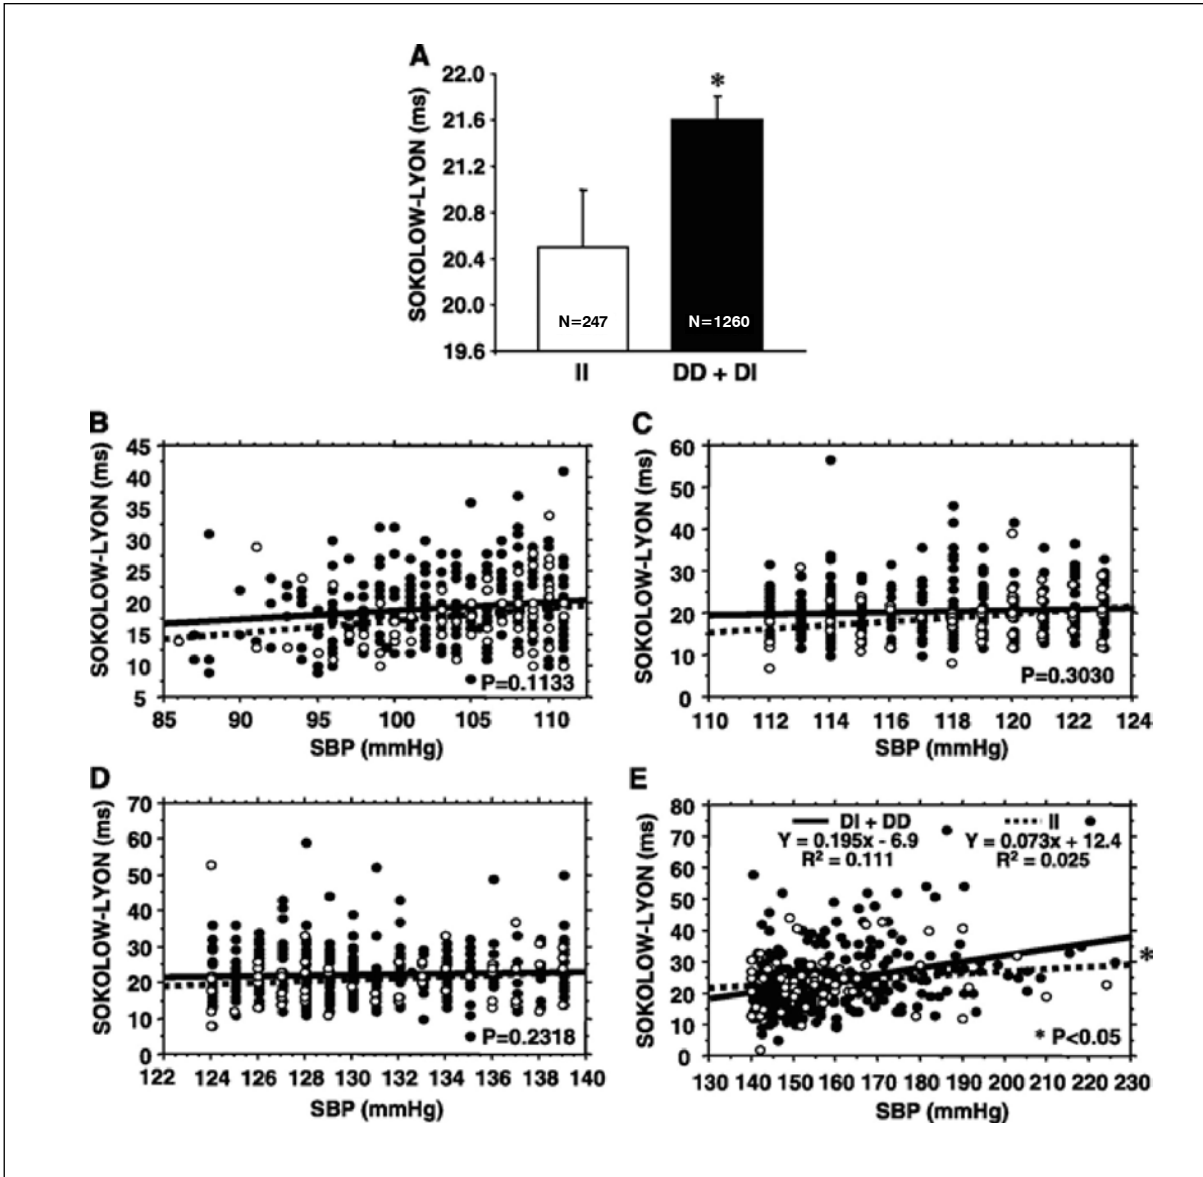 A
SOKOLOW-LYON (ms)
22.0
21.6
21.2
20.8
20.4
20.0
19.6
*
N=247
N=1260
II
DD + DI
B
SOKOLOW-LYON (ms)
45
40
35
30
25
20
15
10
5
P=0.1133
85 90 95 100 105 110
SBP (mmHg)
C
SOKOLOW-LYON (ms)
60
50
40
30
20
10
0
P=0.3030
110 112 114 116 118 120 122 124
SBP (mmHg)
D
SOKOLOW-LYON (ms)
70
60
50
40
30
20
10
0
P=0.2318
122 124 126 128 130 132 134 136 138 140
SBP (mmHg)
E
SOKOLOW-LYON (ms)
80
70
60
50
40
30
20
10
0
DI + DD
Y = 0.195x - 6.9
R² = 0.111
II
Y = 0.073x + 12.4
R² = 0.025
*
* P<0.05
130 140 150 160 170 180 190 200 210 220 230
SBP (mmHg)